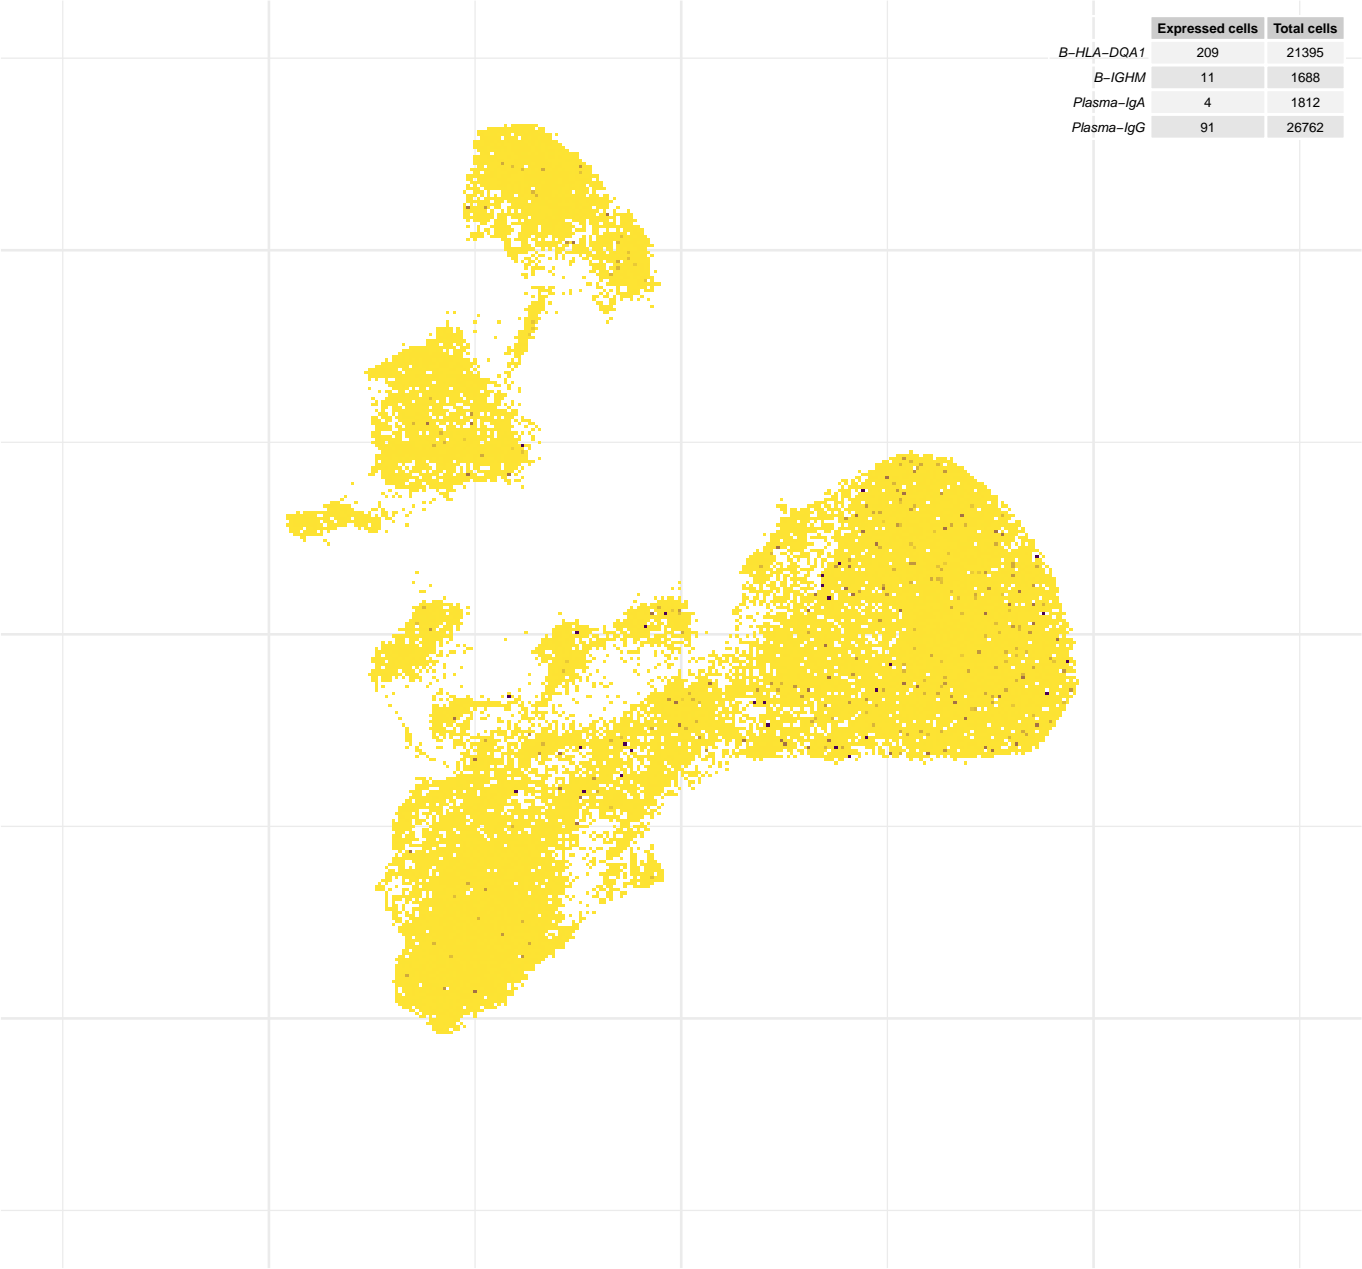 Expressed cells Total cells
B−HLA−DQA1 209 21395
B−IGHM 11 1688
Plasma−IgA 4 1812
Plasma−IgG 91 26762